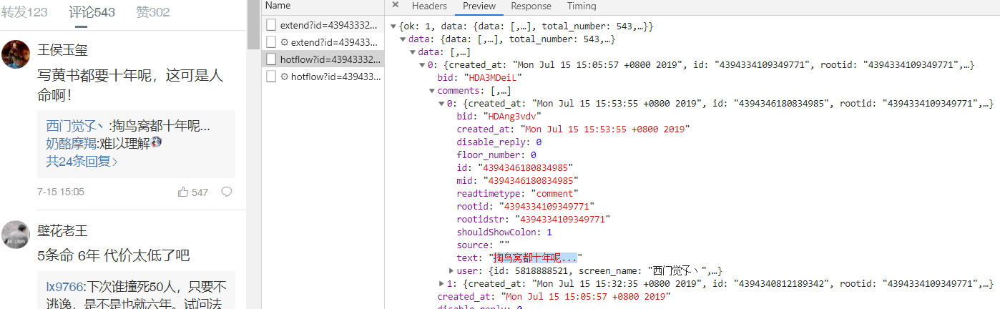 转发123 评论543 赞302
王侯玉玺
写黄书都要十年呢，这可是人
命啊！
西门觉孓丶:掏鸟窝都十年呢...
奶酪摩羯:难以理解
共24条回复>
7-15 15:05 547
壁花老王
5条命 6年 代价太低了吧
lx9766:下次谁撞死50人，只要不
逃逸，是不是也就六年。试问法
Name
extend?id=43943332...
extend?id=439433...
hotflow?id=43943332...
hotflow?id=439433...
× Headers Preview Response Timing
▼{ok: 1, data: {data: [,…], total_number: 543,…}}
▼data: {data: [,…], total_number: 543,…}
▼data: [,…]
▼0: {created_at: "Mon Jul 15 15:05:57 +0800 2019", id: "4394334109349771", rootid: "4394334109349771",…}
bid: "HDA3MDeiL"
▼comments: [,…]
▼0: {created_at: "Mon Jul 15 15:53:55 +0800 2019", id: "4394346180834985", rootid: "4394334109349771",…}
bid: "HDAng3vdv"
created_at: "Mon Jul 15 15:53:55 +0800 2019"
disable_reply: 0
floor_number: 0
id: "4394346180834985"
mid: "4394346180834985"
readtimetype: "comment"
rootid: "4394334109349771"
rootidstr: "4394334109349771"
shouldShowColon: 1
source: ""
text: "掏鸟窝都十年呢..."
▶user: {id: 5818888521, screen_name: "西门觉孓丶",…}
▶1: {created_at: "Mon Jul 15 15:32:35 +0800 2019", id: "4394340812189342", rootid: "4394334109349771",…}
created_at: "Mon Jul 15 15:05:57 +0800 2019"
disable_reply: 0